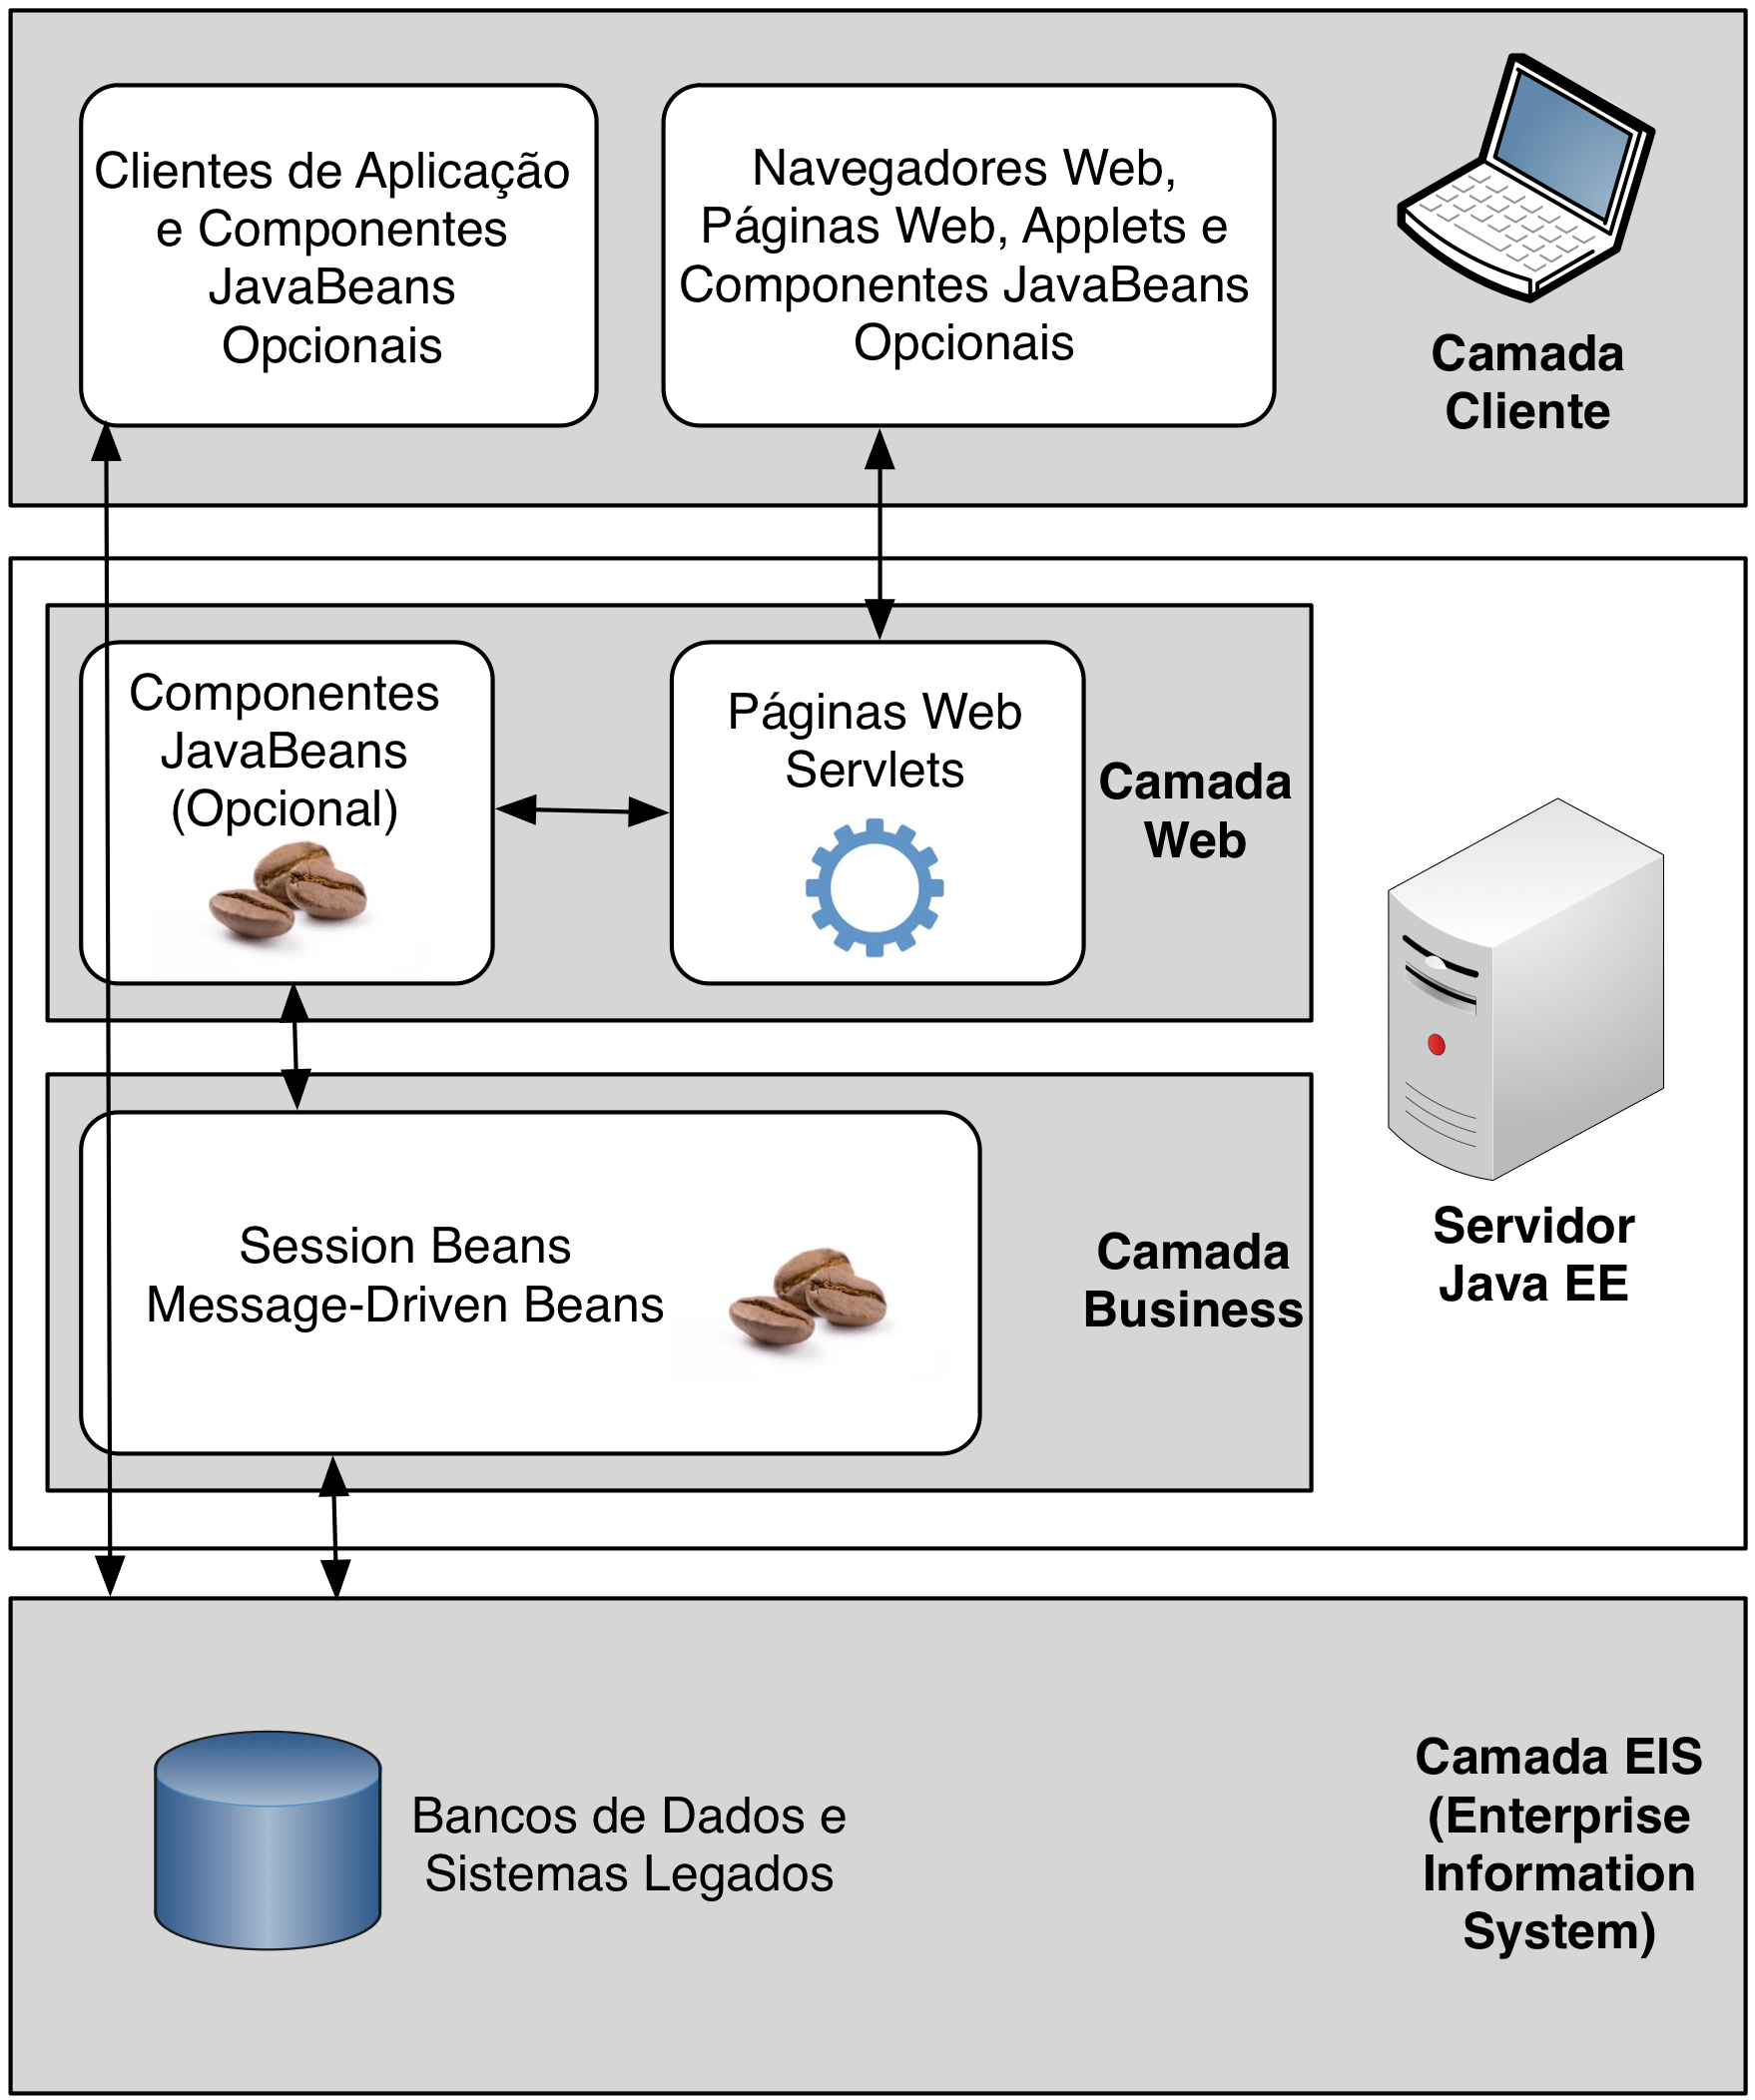 Clientes de Aplicação
e Componentes
JavaBeans
Opcionais
Navegadores Web,
Páginas Web, Applets e
Componentes JavaBeans
Opcionais
Camada
Cliente
Componentes
JavaBeans
(Opcional)
Páginas Web
Servlets
Camada
Web
Session Beans
Message-Driven Beans
Camada
Business
Servidor
Java EE
Bancos de Dados e
Sistemas Legados
Camada EIS
(Enterprise
Information
System)